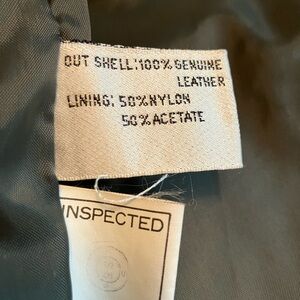 OUT SHELL:100% GENUINE
LEATHER
LINING: 50%NYLON
50%ACETATE
INSPECTED